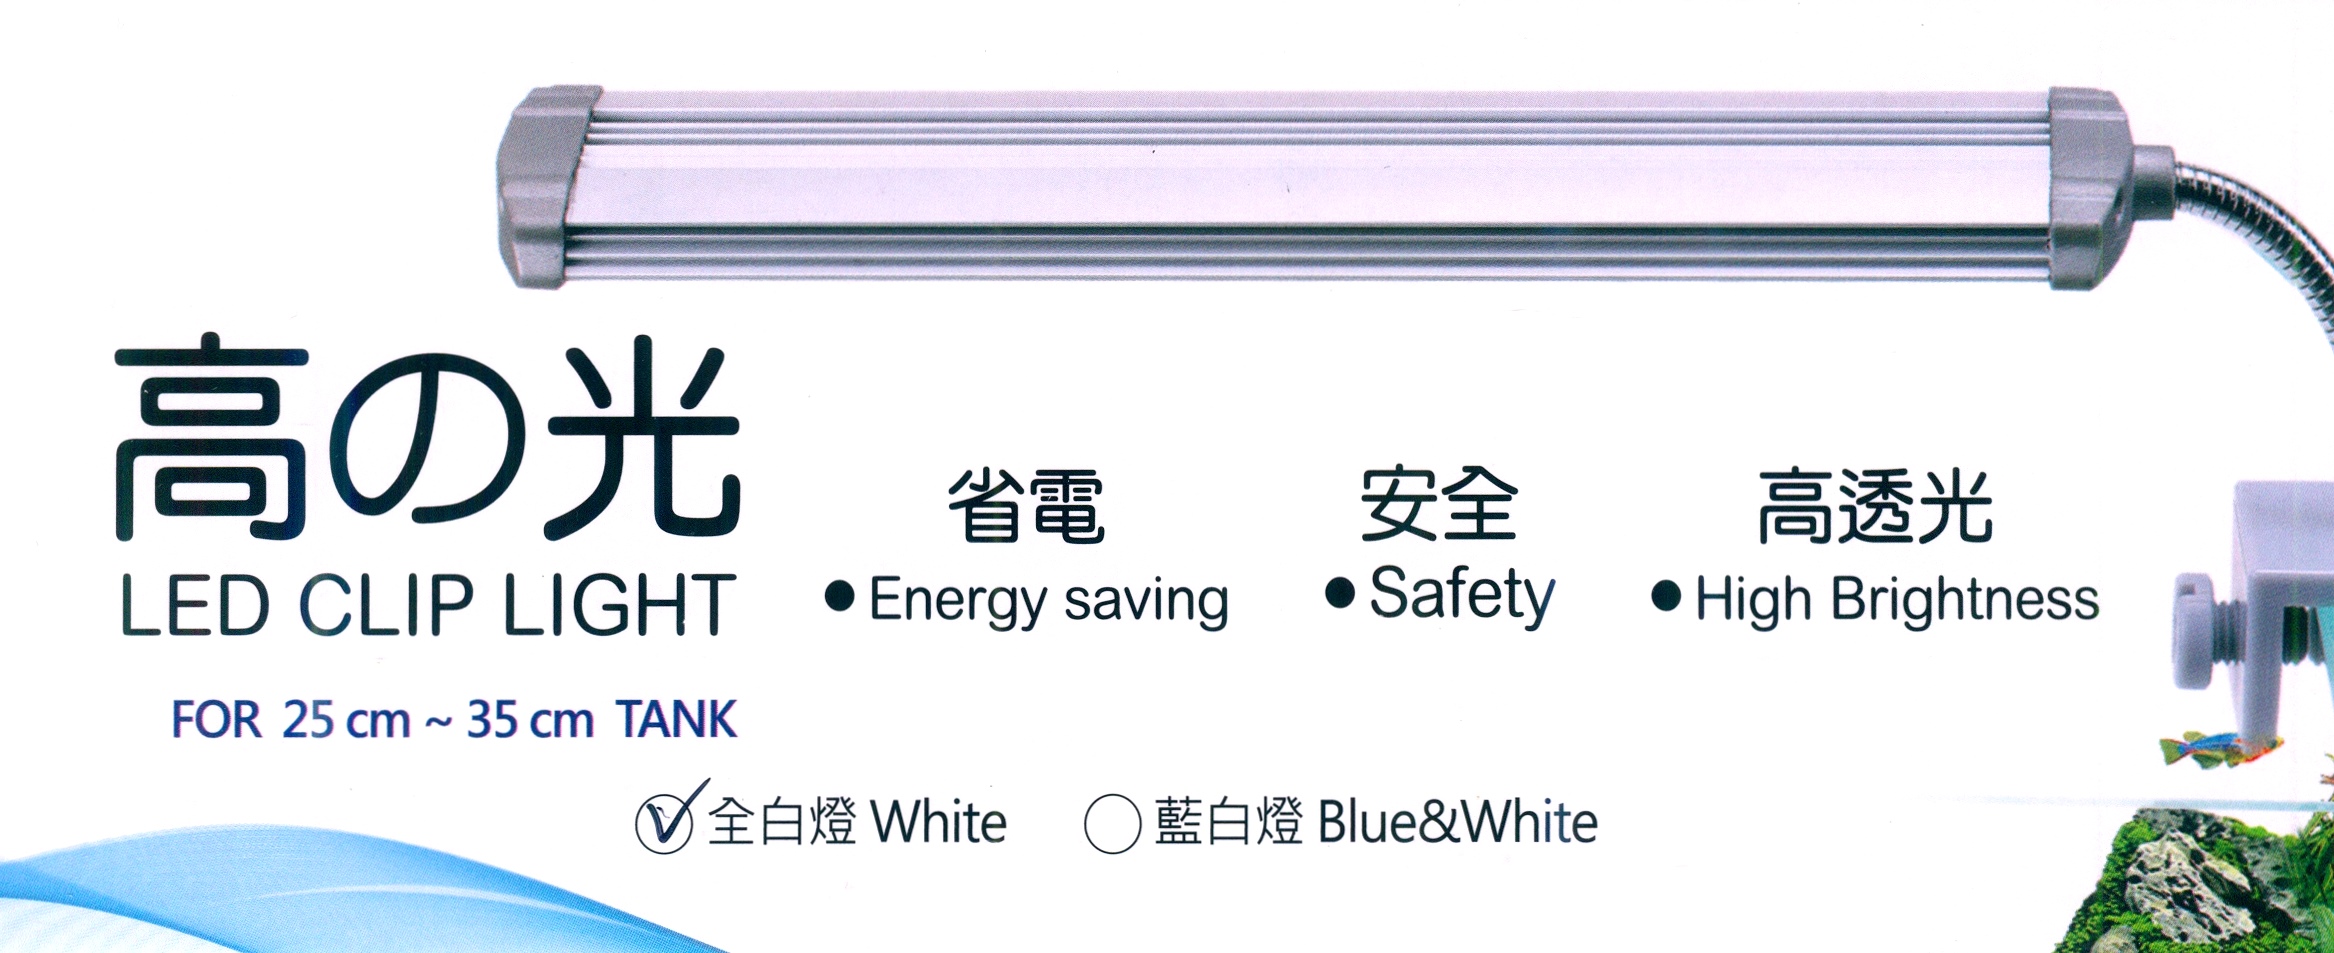 高の光
LED CLIP LIGHT
省電
● Energy saving
安全
● Safety
高透光
● High Brightness
FOR 25 cm ~ 35 cm TANK
全白燈 White
藍白燈 Blue&White